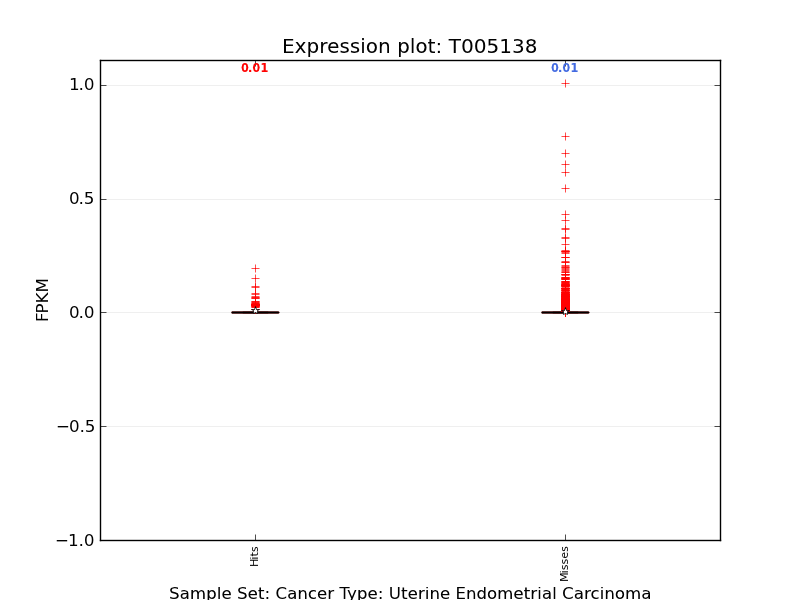 Expression plot: T005138
0.01
0.01
1.0
0.5
0.0
−0.5
−1.0
FPKM
Hits
Misses
Sample Set: Cancer Type: Uterine Endometrial Carcinoma